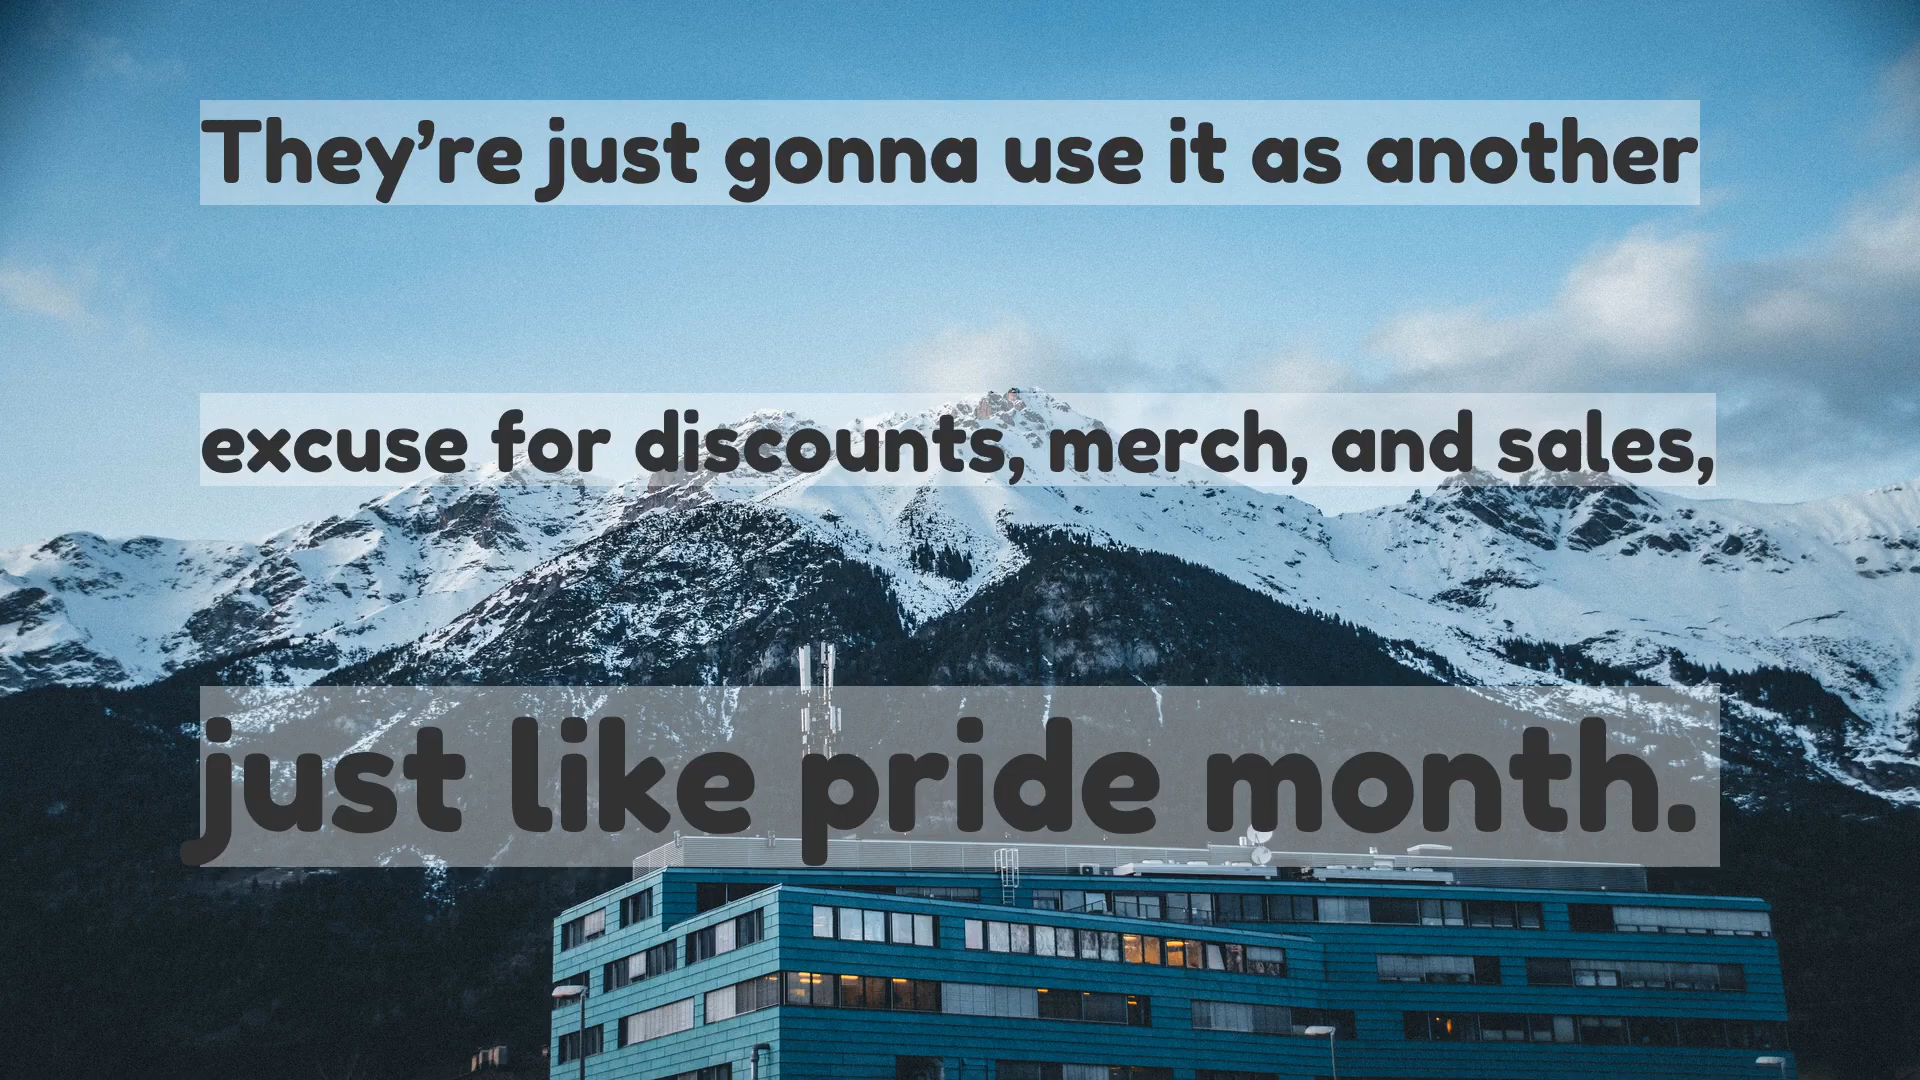 They’re just gonna use it as another
excuse for discounts, merch, and sales,
just like pride month.